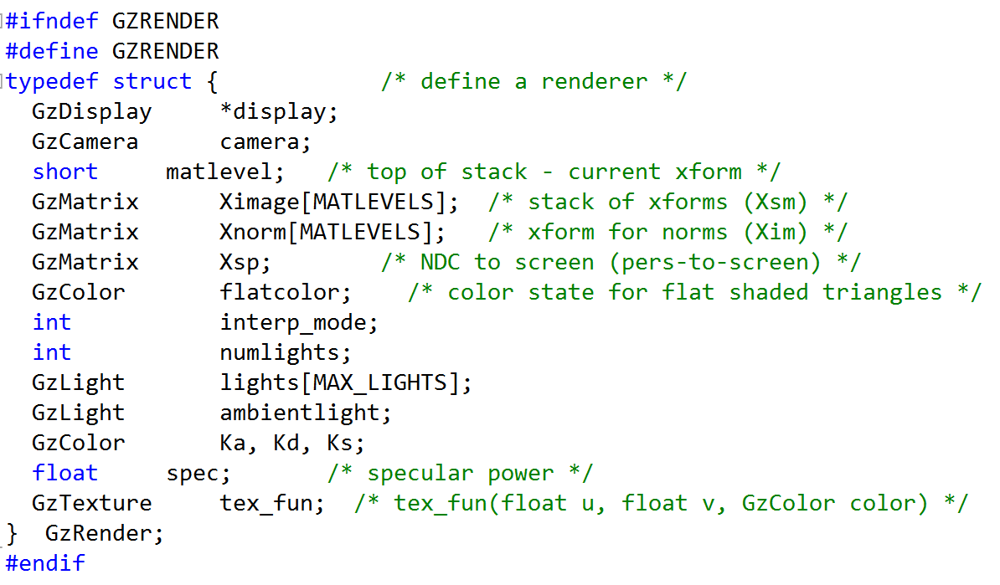 #ifndef GZRENDER
#define GZRENDER
typedef struct {            /* define a renderer */
  GzDisplay     *display;
  GzCamera      camera;
  short     matlevel;   /* top of stack - current xform */
  GzMatrix      Ximage[MATLEVELS];  /* stack of xforms (Xsm) */
  GzMatrix      Xnorm[MATLEVELS];   /* xform for norms (Xim) */
  GzMatrix      Xsp;        /* NDC to screen (pers-to-screen) */
  GzColor       flatcolor;    /* color state for flat shaded triangles */
  int           interp_mode;
  int           numlights;
  GzLight       lights[MAX_LIGHTS];
  GzLight       ambientlight;
  GzColor       Ka, Kd, Ks;
  float     spec;       /* specular power */
  GzTexture     tex_fun;  /* tex_fun(float u, float v, GzColor color) */
}  GzRender;
#endif